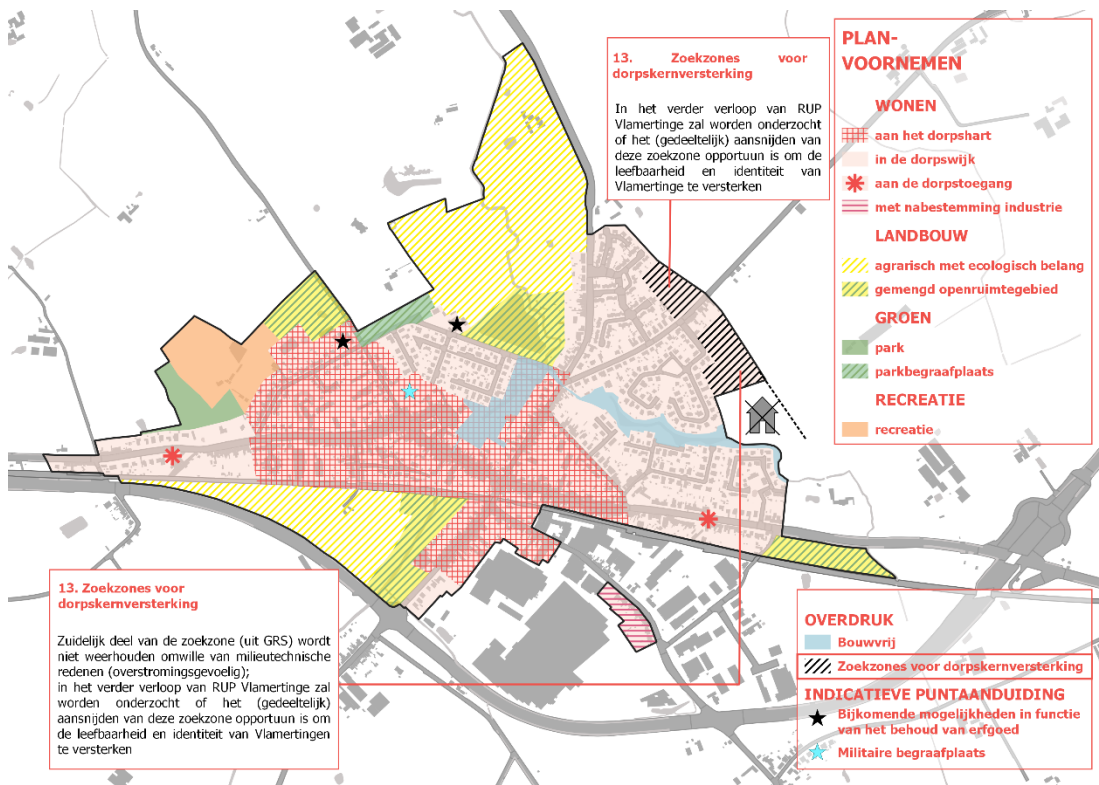 13. Zoekzones voor
dorpskernversterking
In het verder verloop van RUP
Vlamertinge zal worden onderzocht
of het (gedeeltelijk) aansnijden van
deze zoekzone opportuun is om de
leefbaarheid en identiteit van
Vlamertinge te versterken
PLAN-
VOORNEMEN
WONEN
aan het dorpshart
in de dorpswijk
aan de dorpstoegang
met nabestemming industrie
LANDBOUW
agrarisch met ecologisch belang
gemengd openruimtegebied
GROEN
park
parkbegraafplaats
RECREATIE
recreatie
13. Zoekzones voor
dorpskernversterking
Zuidelijk deel van de zoekzone (uit GRS) wordt
niet weerhouden omwille van milieutechnische
redenen (overstromingsgevoelig);
in het verder verloop van RUP Vlamertinge zal
worden onderzocht of het (gedeeltelijk)
aansnijden van deze zoekzone opportuun is om
de leefbaarheid en identiteit van Vlamertingen
te versterken
OVERDRUK
Bouwvrij
Zoekzones voor dorpskernversterking
INDICATIEVE PUNTAANDUIDING
Bijkomende mogelijkheden in functie
van het behoud van erfgoed
Militaire begraafplaats